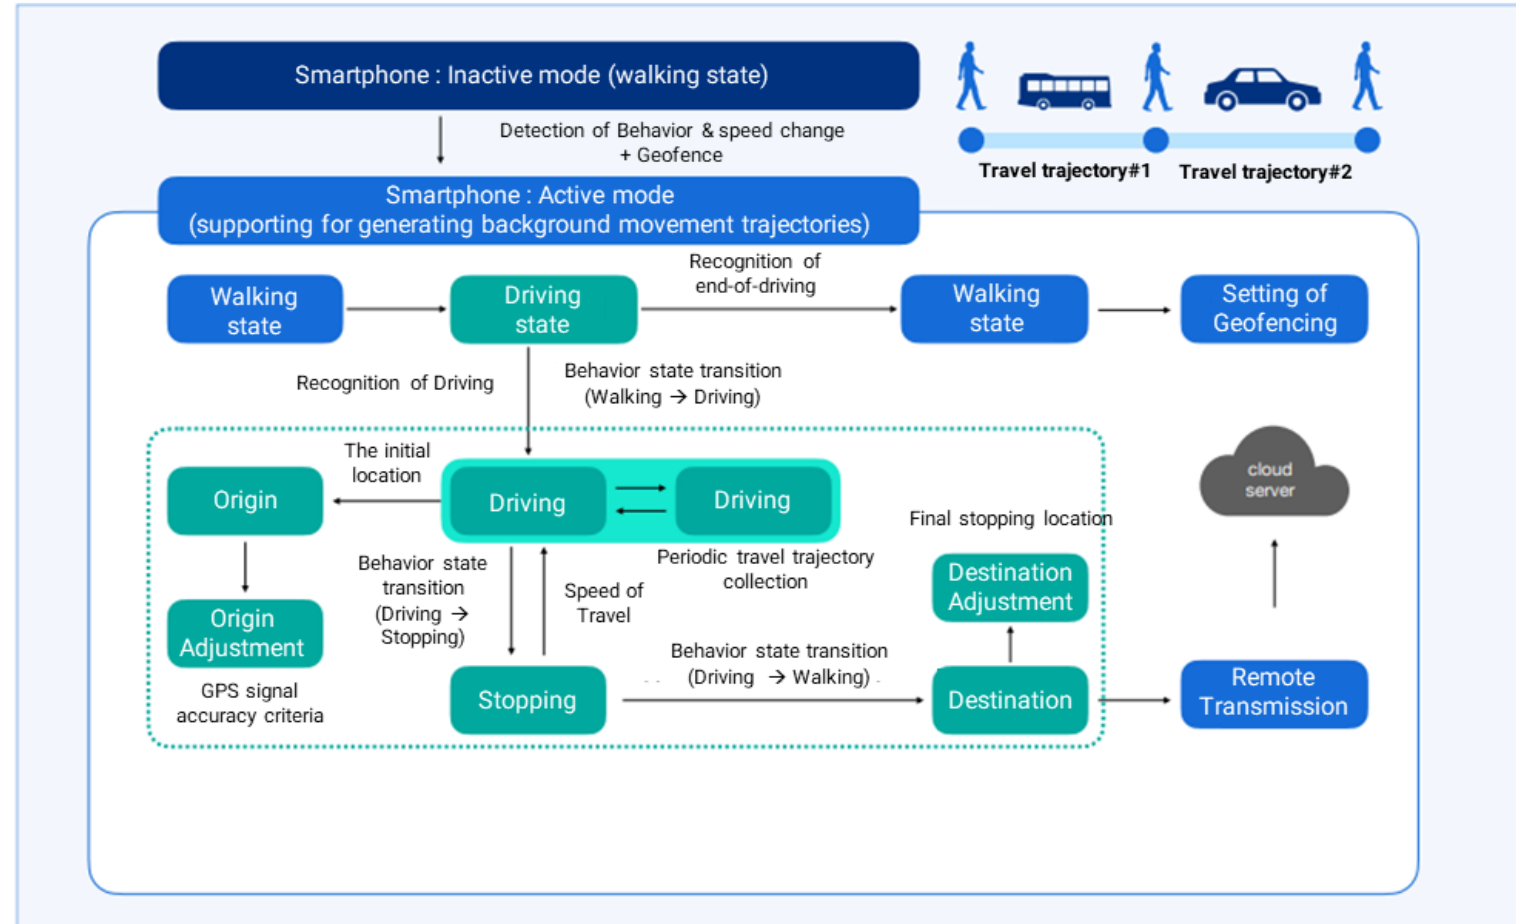 Smartphone : Inactive mode (walking state)
Detection of Behavior & speed change
+ Geofence
Travel trajectory#1
Travel trajectory#2
Smartphone : Active mode
(supporting for generating background movement trajectories)
Walking
state
Driving
state
Recognition of
end-of-driving
Walking
state
Setting of
Geofencing
Recognition of Driving
Behavior state transition
(Walking → Driving)
The initial
location
Origin
Driving
Driving
cloud
server
Final stopping location
Periodic travel trajectory
collection
Behavior state
transition
(Driving →
Stopping)
Speed of
Travel
Destination
Adjustment
Origin
Adjustment
GPS signal
accuracy criteria
Behavior state transition
(Driving → Walking)
Stopping
Destination
Remote
Transmission